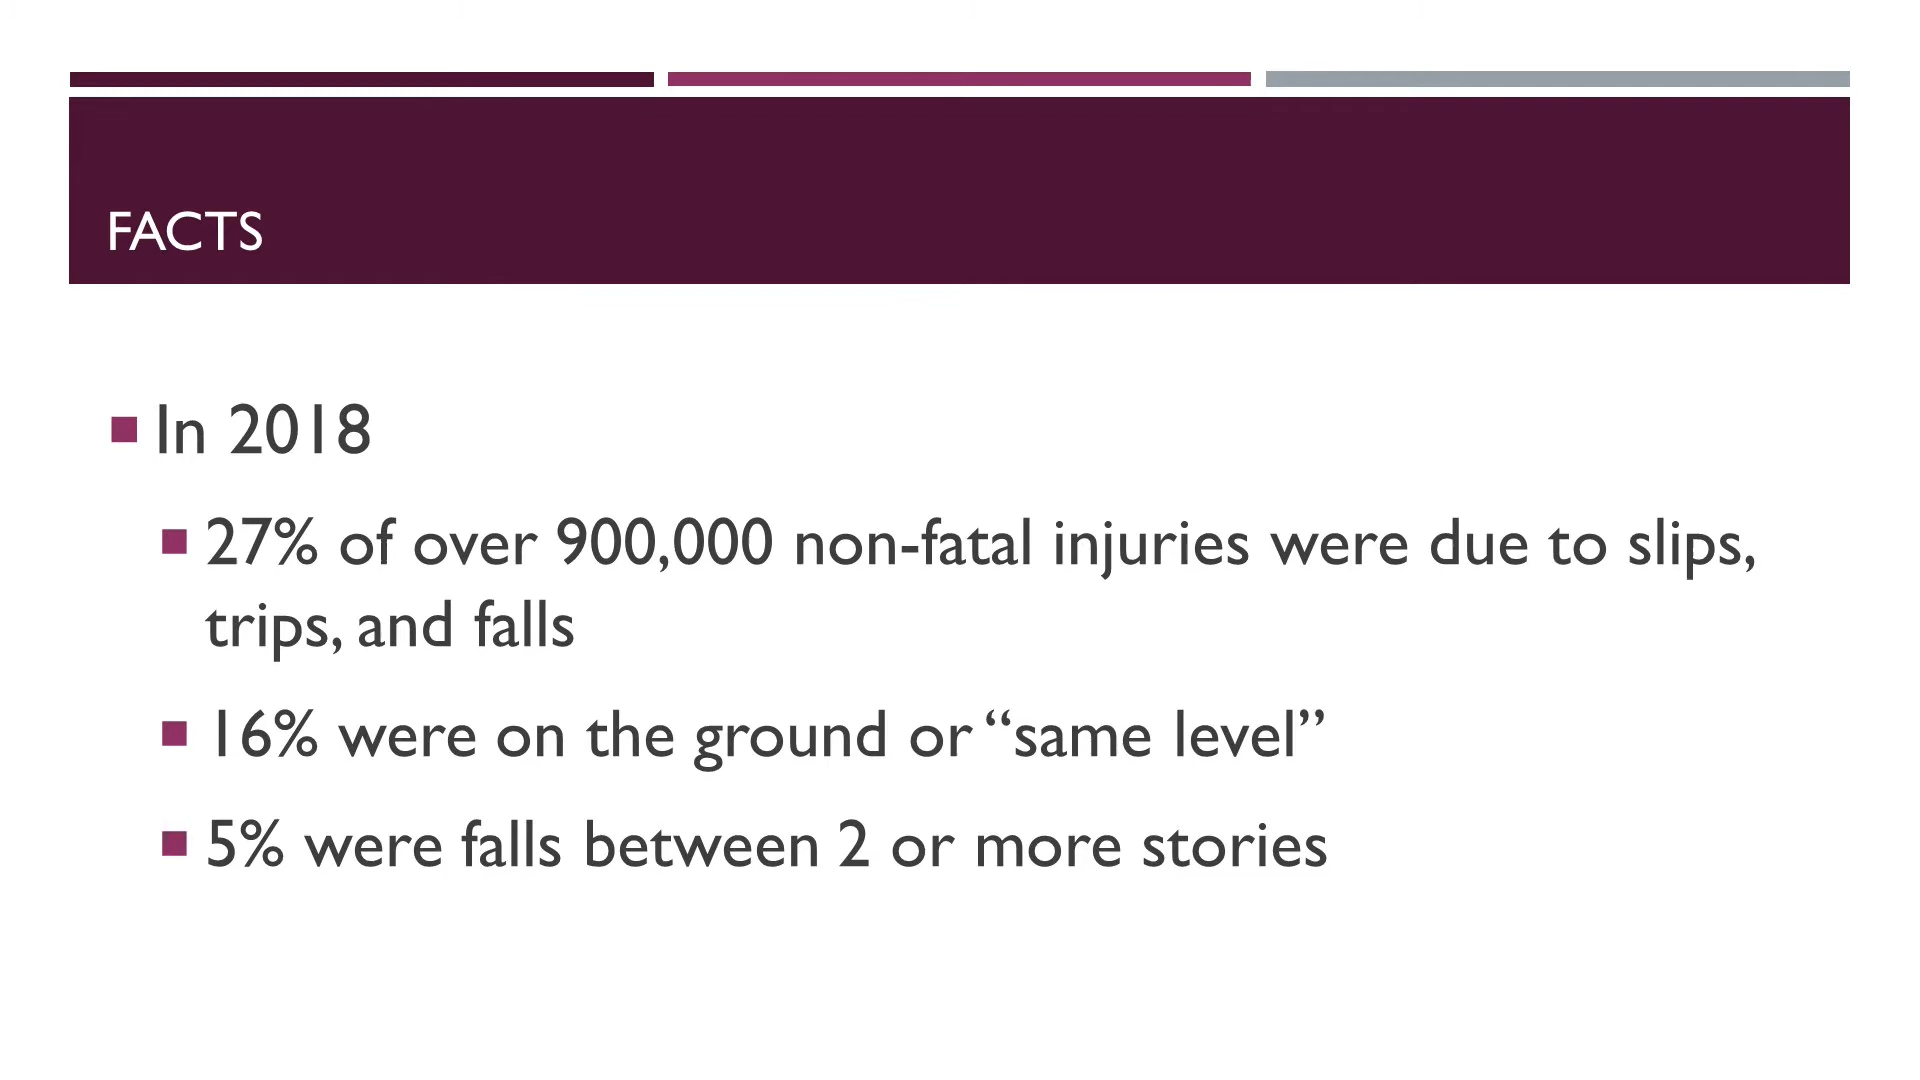 FACTS
In 2018
27% of over 900,000 non-fatal injuries were due to slips,
trips, and falls
16% were on the ground or “same level”
5% were falls between 2 or more stories